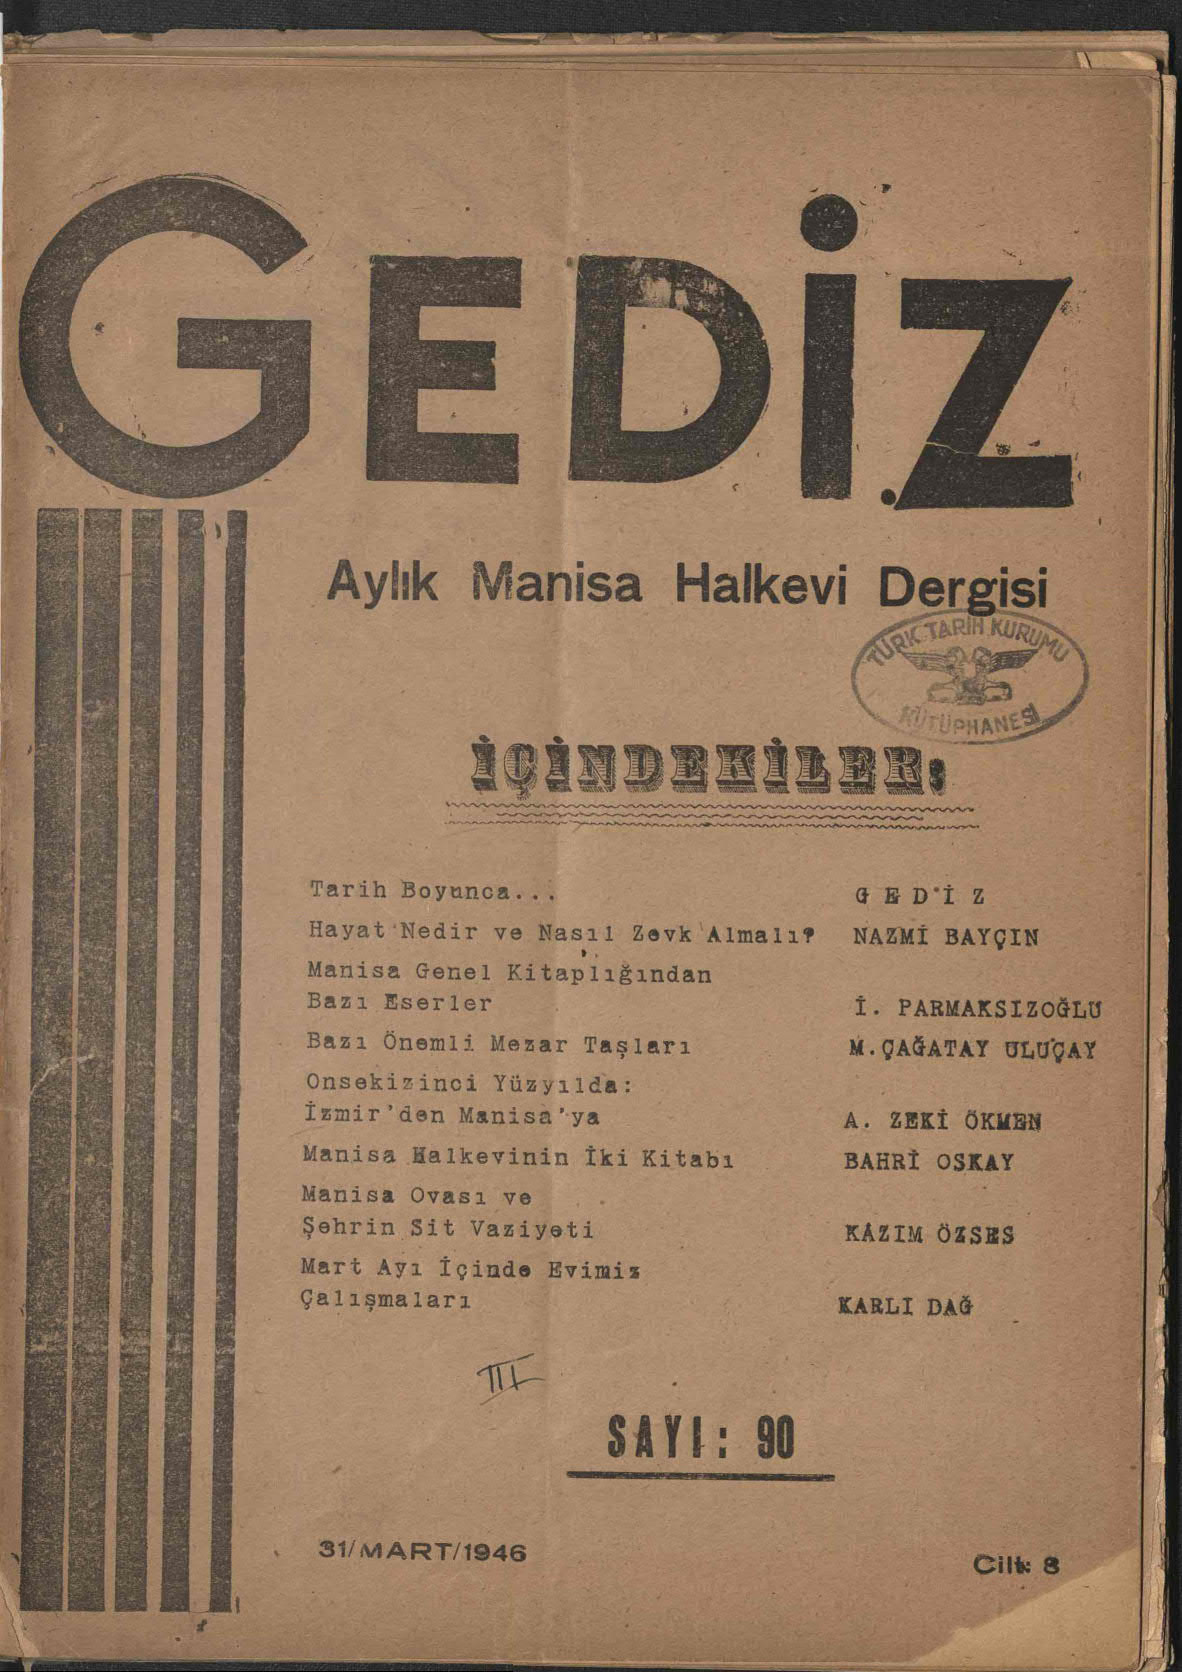 GEDİZ
Aylık Manisa Halkevi Dergisi
TÜRK TARİH KURUMU
KÜTÜPHANESİ
İÇİNDEKİLER:
Tarih Boyunca... GEDİZ
Hayat Nedir ve Nasıl Zevk Almalı? NAZMİ BAYÇIN
Manisa Genel Kitaplığından
Bazı Eserler İ. PARMAKSIZOĞLU
Bazı Önemli Mezar Taşları M.ÇAĞATAY ULUÇAY
Onsekizinci Yüzyılda:
İzmir'den Manisa'ya A. ZEKİ ÖKMEN
Manisa Halkevinin İki Kitabı BAHRİ OSKAY
Manisa Ovası ve
Şehrin Sit Vaziyeti KAZIM ÖZSES
Mart Ayı İçinde Evimiz
Çalışmaları KARLI DAĞ
III
SAYI: 90
31/MART/1946
Cilt: 8